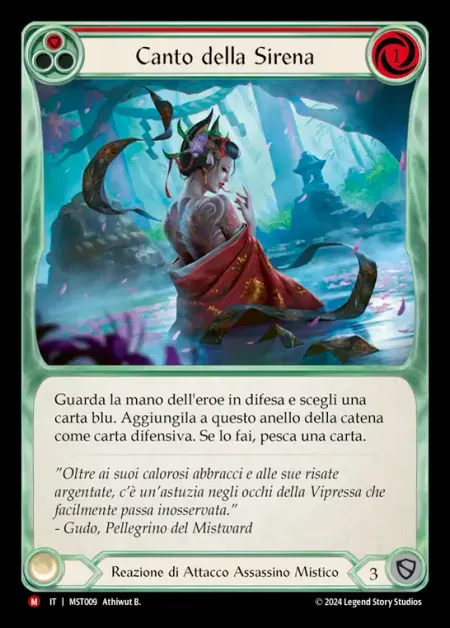 Canto della Sirena
1
Guarda la mano dell'eroe in difesa e scegli una
carta blu. Aggiungila a questo anello della catena
come carta difensiva. Se lo fai, pesca una carta.
"Oltre ai suoi calorosi abbracci e alle sue risate
argentate, c'è un'astuzia negli occhi della Vipressa che
facilmente passa inosservata."
- Gudo, Pellegrino del Mistward
Reazione di Attacco Assassino Mistico
3
M IT | MST009 Athiwut B.
© 2024 Legend Story Studios